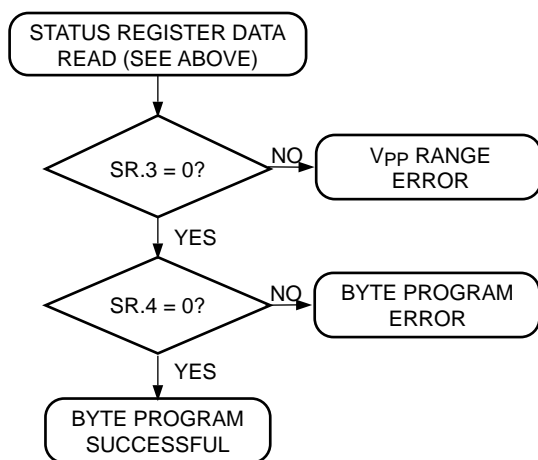 STATUS REGISTER DATA
READ (SEE ABOVE)
SR.3 = 0?
NO
VPP RANGE
ERROR
YES
SR.4 = 0?
NO
BYTE PROGRAM
ERROR
YES
BYTE PROGRAM
SUCCESSFUL